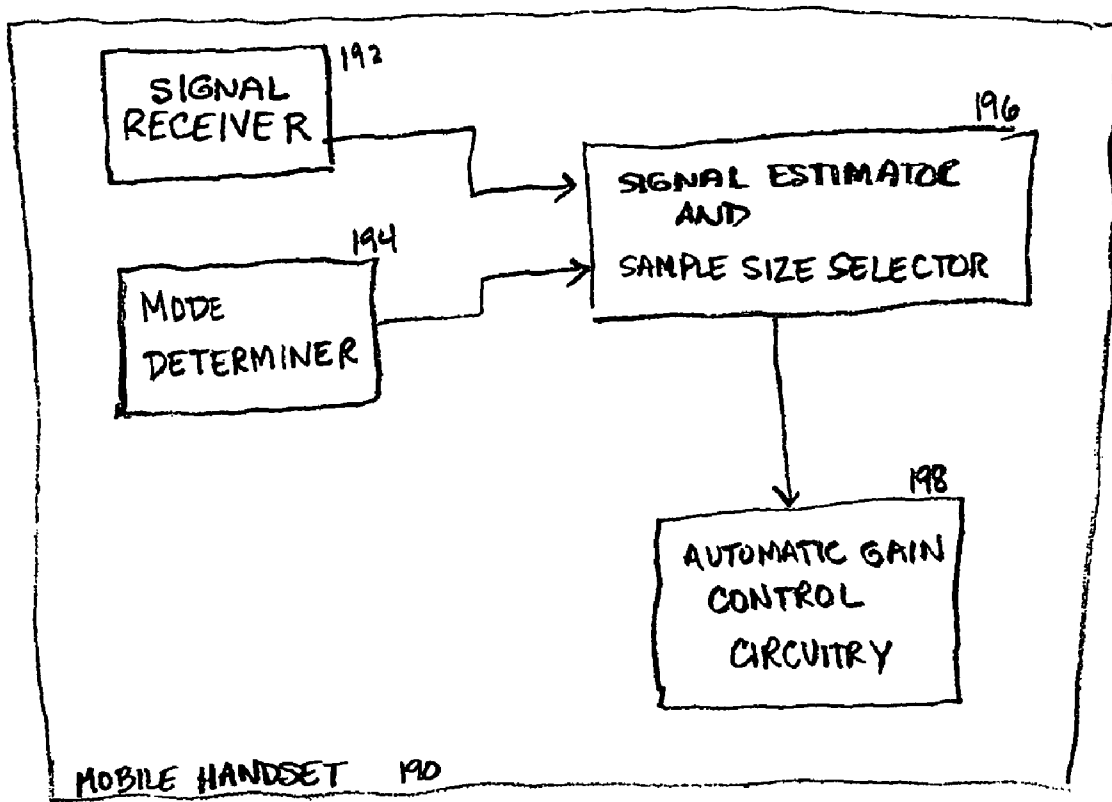 192
SIGNAL
RECEIVER
196
SIGNAL ESTIMATOR
AND
SAMPLE SIZE SELECTOR
194
MODE
DETERMINER
198
AUTOMATIC GAIN
CONTROL
CIRCUITRY
MOBILE HANDSET 190